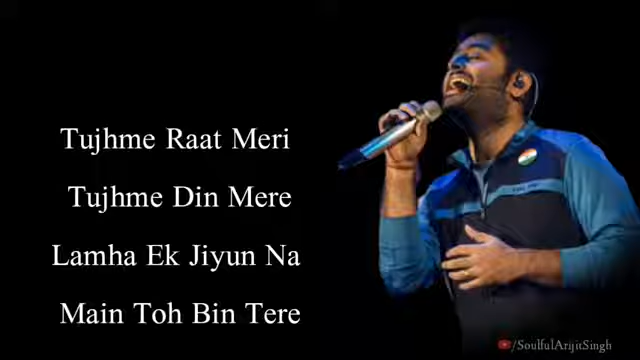 Tujhme Raat Meri
Tujhme Din Mere
Lamha Ek Jiyun Na
Main Toh Bin Tere
/SoulfulArijitSingh